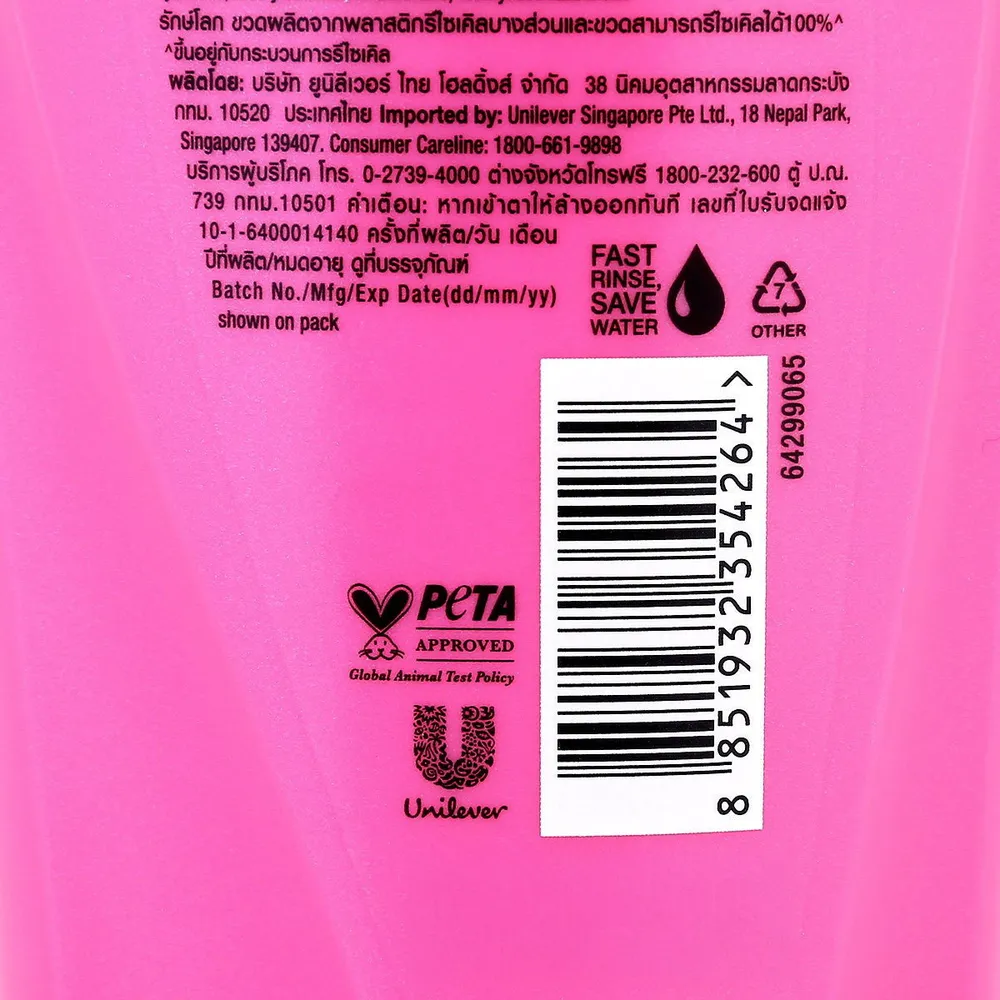 รักษ์โลก ขวดผลิตจากพลาสติกรีไซเคิลบางส่วนและขวดสามารถรีไซเคิลได้100%^
^ขึ้นอยู่กับกระบวนการรีไซเคิล
ผลิตโดย: บริษัท ยูนิลีเวอร์ ไทย โฮลดิ้งส์ จำกัด 38 นิคมอุตสาหกรรมลาดกระบัง
กทม. 10520 ประเทศไทย Imported by: Unilever Singapore Pte Ltd., 18 Nepal Park,
Singapore 139407. Consumer Careline: 1800-661-9898
บริการผู้บริโภค โทร. 0-2739-4000 ต่างจังหวัดโทรฟรี 1800-232-600 ตู้ ป.ณ.
739 กทม.10501 คำเตือน: หากเข้าตาให้ล้างออกทันที เลขที่ใบรับจดแจ้ง
10-1-6400014140 ครั้งที่ผลิต/วัน เดือน
ปีที่ผลิต/หมดอายุ ดูที่บรรจุภัณฑ์
Batch No./Mfg/Exp Date(dd/mm/yy)
shown on pack
FAST
RINSE,
SAVE
WATER
7
OTHER
64299065
8 851932 354264 >
PETA
APPROVED
Global Animal Test Policy
Unilever